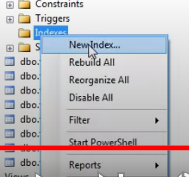 Constraints
Triggers
Indexes
New Index...
S
Rebuild All
dbo.
Reorganize All
dbo.
Disable All
dbo.
dbo.
Filter
dbo.
dbo.
Start PowerShell
dbo.
Reports
Views